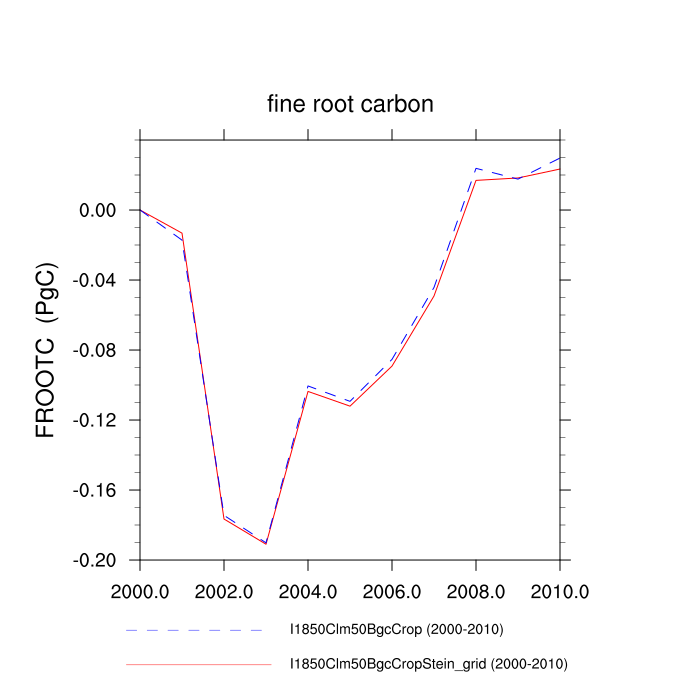 fine root carbon
FROOTC (PgC)
0.00
-0.04
-0.08
-0.12
-0.16
-0.20
2000.0 2002.0 2004.0 2006.0 2008.0 2010.0
I1850Clm50BgcCrop (2000-2010)
I1850Clm50BgcCropStein_grid (2000-2010)